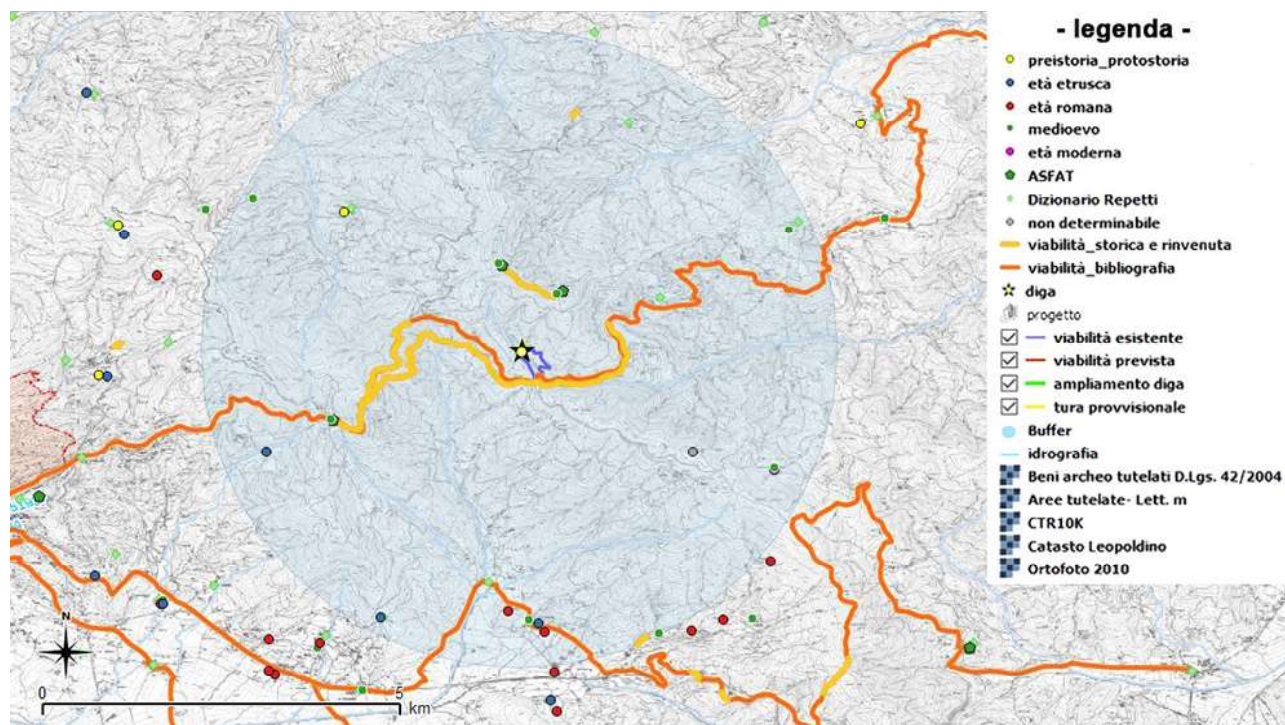 - legenda -
preistoria_protostoria
età etrusca
età romana
medioevo
età moderna
ASFAT
Dizionario Repetti
non determinabile
viabilità_storica e rinvenuta
viabilità_bibliografia
diga
progetto
viabilità esistente
viabilità prevista
ampliamento diga
tura provvisionale
Buffer
idrografia
Beni archeo tutelati D.Lgs. 42/2004
Aree tutelate- Lett. m
CTR10K
Catasto Leopoldino
Ortofoto 2010
N
0 5
km